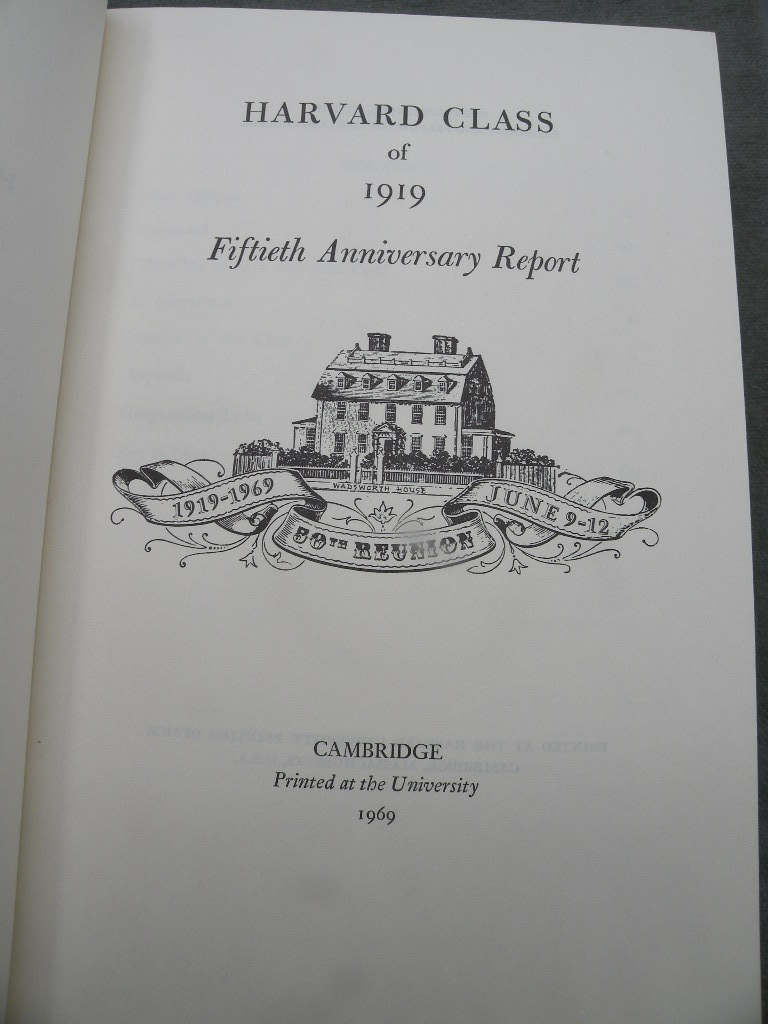 HARVARD CLASS
of
1919
Fiftieth Anniversary Report
WADSWORTH HOUSE
1919-1969
50TH REUNION
JUNE 9-12
CAMBRIDGE
Printed at the University
1969